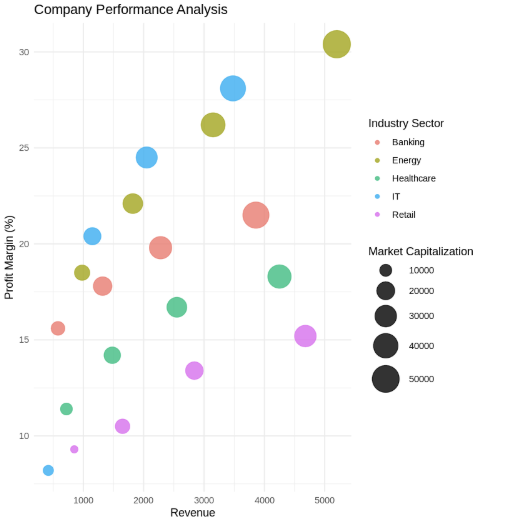 Company Performance Analysis
Profit Margin (%)
30
25
20
15
10
1000 2000 3000 4000 5000
Revenue
Industry Sector
Banking
Energy
Healthcare
IT
Retail
Market Capitalization
10000
20000
30000
40000
50000